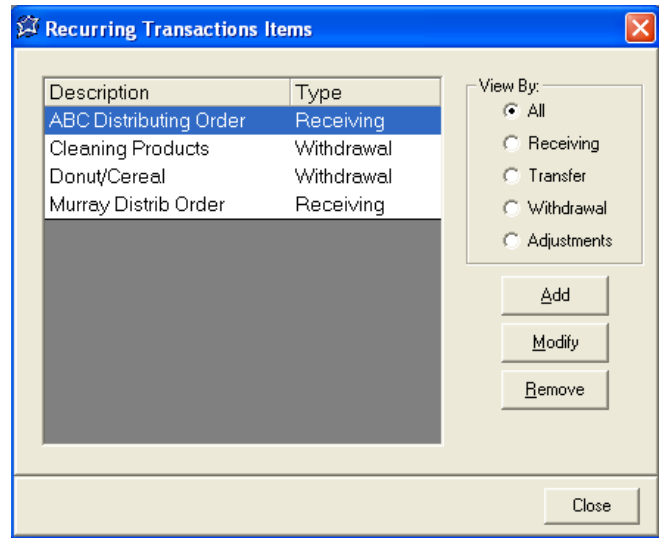 Recurring Transactions Items
Description Type
ABC Distributing Order Receiving
Cleaning Products Withdrawal
Donut/Cereal Withdrawal
Murray Distrib Order Receiving
View By:
All
Receiving
Transfer
Withdrawal
Adjustments
Add
Modify
Remove
Close